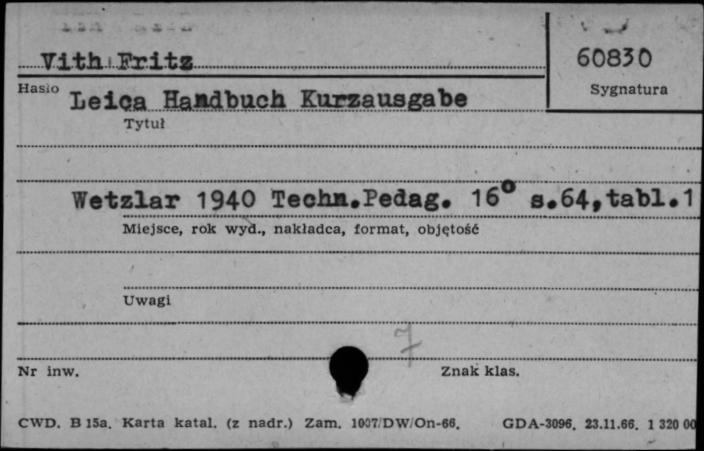 Vith Fritz
60830
Hasło
Sygnatura
Leica Handbuch Kurzausgabe
Tytuł
Wetzlar 1940 Techn.Pedag. 16° s.64,tabl.1
Miejsce, rok wyd., nakładca, format, objętość
Uwagi
7
Nr inw.
Znak klas.
CWD. B 15a. Karta katal. (z nadr.) Zam. 1007/DW/On-66. GDA-3096. 23.11.66. 1 320 00